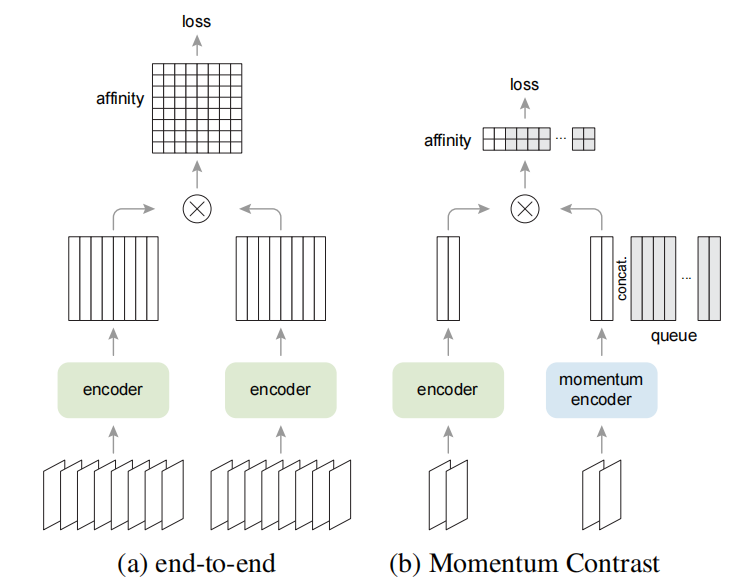 loss
affinity
encoder
encoder
(a) end-to-end
loss
affinity
...
concat.
...
queue
encoder
momentum
encoder
(b) Momentum Contrast